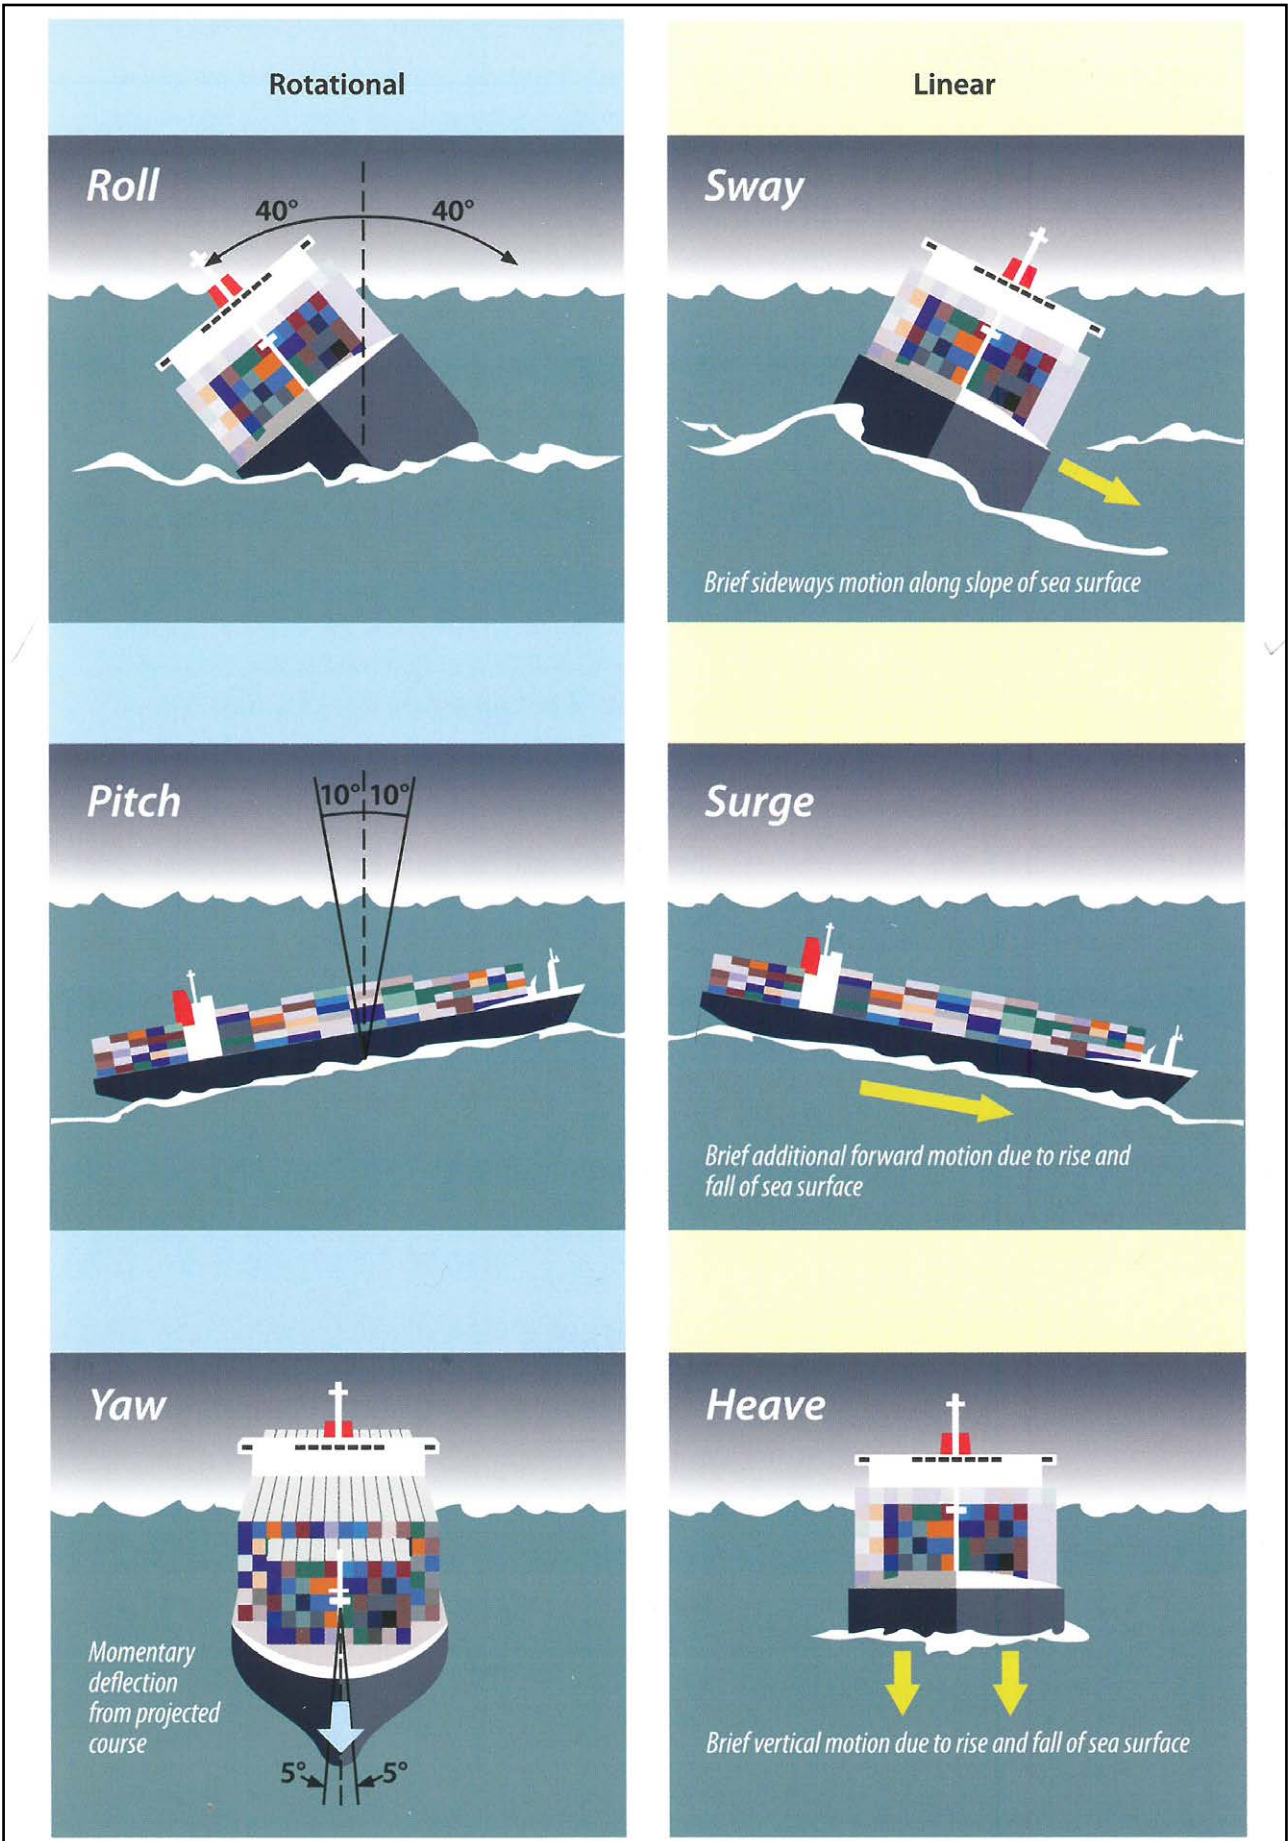 Rotational
Linear
Roll
40°
40°
Sway
Brief sideways motion along slope of sea surface
Pitch
10°
10°
Surge
Brief additional forward motion due to rise and
fall of sea surface
Yaw
Momentary
deflection
from projected
course
5°
5°
Heave
Brief vertical motion due to rise and fall of sea surface